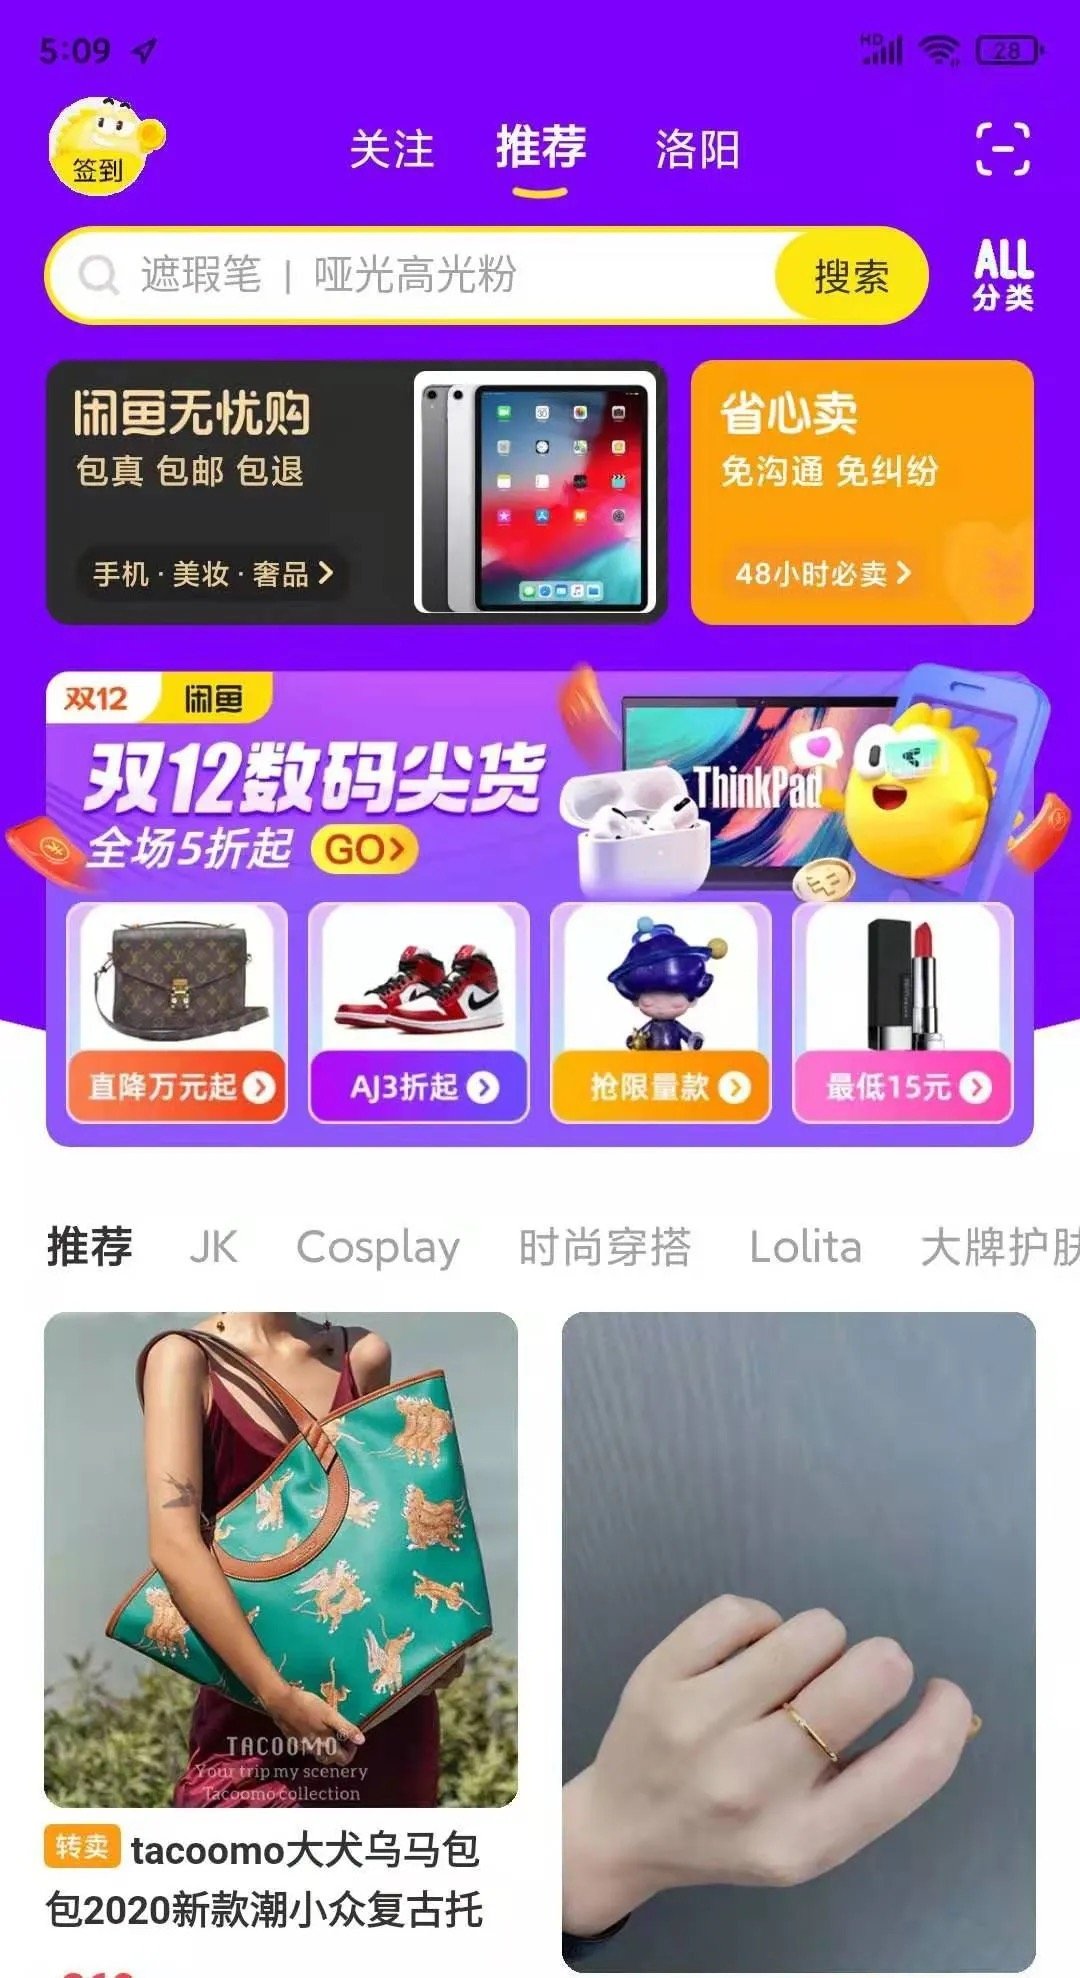 5:09
HD
28
签到
关注 推荐 洛阳
遮瑕笔 | 哑光高光粉
搜索
ALL
分类
闲鱼无忧购
包真 包邮 包退
手机·美妆·奢品
省心卖
免沟通 免纠纷
48小时必卖
双12 闲鱼
双12数码尖货
全场5折起 GO
ThinkPad
直降万元起
AJ3折起
抢限量款
最低15元
推荐 JK Cosplay 时尚穿搭 Lolita 大牌护肤
TACOOMO
Your trip my scenery
Tacoomo collection
转卖 tacoomo大犬乌马包
包2020新款潮小众复古托